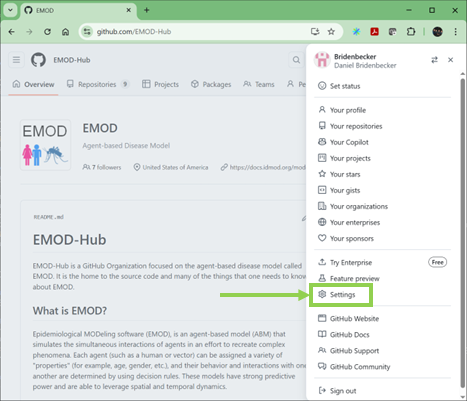 EMOD
github.com/EMOD-Hub
EMOD-Hub
Overview
Repositories 9
Projects
Packages
Teams
EMOD
EMOD
Agent-based Disease Model
7 followers
United States of America
https://docs.idmod.org/mod
README.md
EMOD-Hub
EMOD-Hub is a GitHub Organization focused on the agent-based disease model called
EMOD. It is the home to the source code and many of the things that one needs to know
about EMOD.
What is EMOD?
Epidemiological MODeling software (EMOD), is an agent-based model (ABM) that
simulates the simultaneous interactions of agents in an effort to recreate complex
phenomena. Each agent (such as a human or vector) can be assigned a variety of
"properties" (for example, age, gender, etc.), and their behavior and interactions with one
another are determined by using decision rules. These models have strong predictive
power and are able to leverage spatial and temporal dynamics.
Bridenbecker
Daniel Bridenbecker
Set status
Your profile
Your repositories
Your Copilot
Your projects
Your stars
Your gists
Your organizations
Your enterprises
Your sponsors
Try Enterprise Free
Feature preview
Settings
GitHub Website
GitHub Docs
GitHub Support
GitHub Community
Sign out